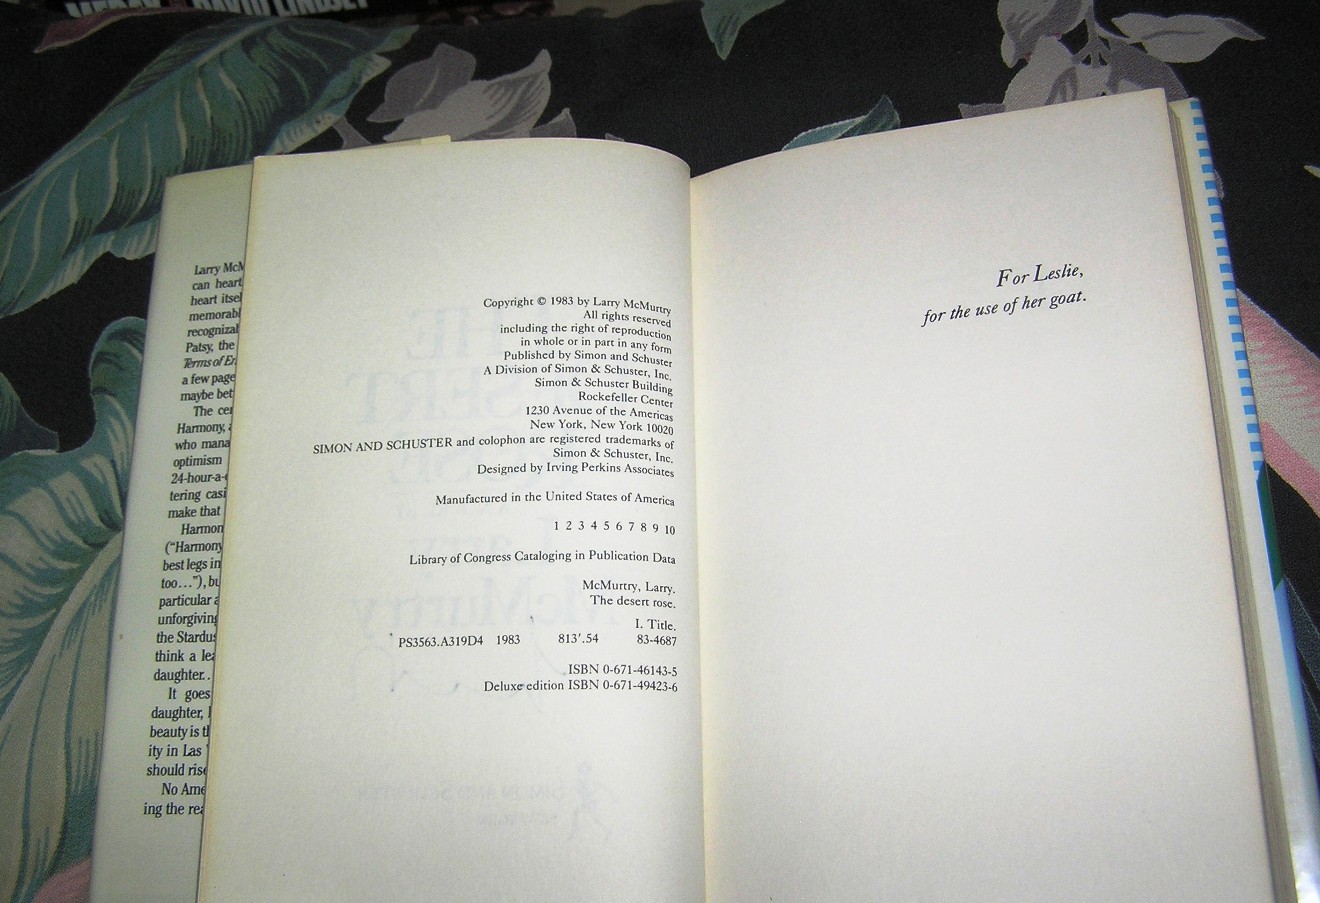 DAVID LINDSEY
Larry McM
can heart
heart itsel
memorabl
recognizal
Patsy, the
Terms of En
a few page
maybe bet
The cer
Harmony, a
who mana
optimism
24-hour-a-
tering casi
make that
Harmon
("Harmony
best legs in
too..."), bu
particular a
unforgiving
the Stardus
think a lea
daughter..
It goes
daughter, l
beauty is th
ity in Las
should rise
No Ame
ing the rea
Copyright © 1983 by Larry McMurtry
All rights reserved
including the right of reproduction
in whole or in part in any form
Published by Simon and Schuster
A Division of Simon & Schuster, Inc.
Simon & Schuster Building
Rockefeller Center
1230 Avenue of the Americas
New York, New York 10020
SIMON AND SCHUSTER and colophon are registered trademarks of
Simon & Schuster, Inc.
Designed by Irving Perkins Associates
Manufactured in the United States of America
1 2 3 4 5 6 7 8 9 10
Library of Congress Cataloging in Publication Data
McMurtry, Larry.
The desert rose.
I. Title.
PS3563.A319D4 1983 813'.54 83-4687
ISBN 0-671-46143-5
Deluxe edition ISBN 0-671-49423-6
For Leslie,
for the use of her goat.